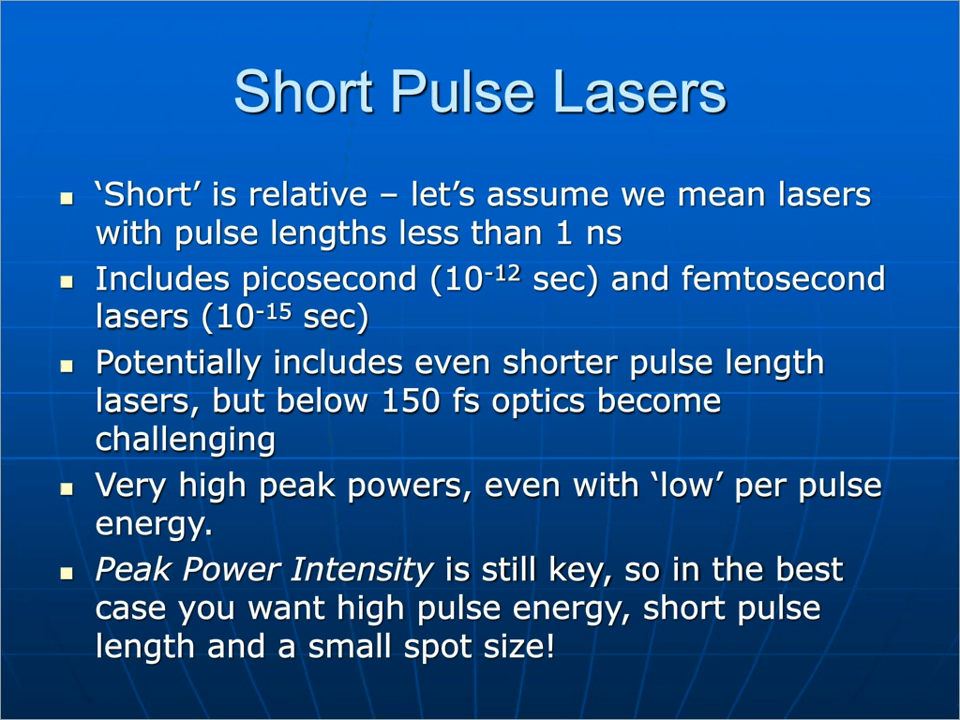 Short Pulse Lasers
‘Short’ is relative – let’s assume we mean lasers
with pulse lengths less than 1 ns
Includes picosecond (10⁻¹² sec) and femtosecond
lasers (10⁻¹⁵ sec)
Potentially includes even shorter pulse length
lasers, but below 150 fs optics become
challenging
Very high peak powers, even with ‘low’ per pulse
energy.
Peak Power Intensity is still key, so in the best
case you want high pulse energy, short pulse
length and a small spot size!